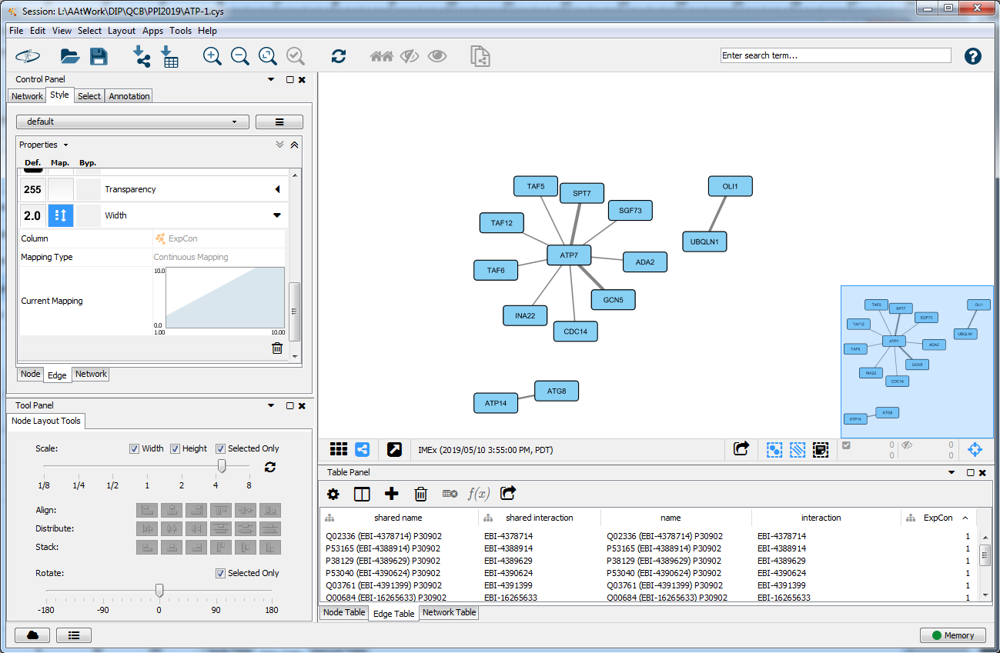 Session: L:\AAtWork\DIP\QCB\PPI2019\ATP-1.cys
File Edit View Select Layout Apps Tools Help
Enter search term...
Control Panel
Network Style Select Annotation
default
Properties
Def. Map. Byp.
255 Transparency
2.0 Width
Column ExpCon
Mapping Type Continuous Mapping
Current Mapping
10.0
0.0
1.00 10.00
Node Edge Network
Tool Panel
Node Layout Tools
Scale: Width Height Selected Only
1/8 1/4 1/2 1 2 4 8
Align:
Distribute:
Stack:
Rotate: Selected Only
-180 -90 0 90 180
TAF5
SPT7
SGF73
TAF12
ATP7
ADA2
TAF6
GCN5
INA22
CDC14
OLI1
UBQLN1
ATG8
ATP14
TAF5
SPT7
OLI1
SGF73
TAF12
UBQLN1
ATP7
ADA2
TAF6
GCN5
INA22
CDC14
ATG8
ATP14
IMEx (2019/05/10 3:55:00 PM, PDT)
0 0
0 0
Table Panel
f(x)
shared name shared interaction name interaction ExpCon
Q02336 (EBI-4378714) P30902 EBI-4378714 Q02336 (EBI-4378714) P30902 EBI-4378714 1
P53165 (EBI-4388914) P30902 EBI-4388914 P53165 (EBI-4388914) P30902 EBI-4388914 1
P38129 (EBI-4389629) P30902 EBI-4389629 P38129 (EBI-4389629) P30902 EBI-4389629 1
P53040 (EBI-4390624) P30902 EBI-4390624 P53040 (EBI-4390624) P30902 EBI-4390624 1
Q03761 (EBI-4391399) P30902 EBI-4391399 Q03761 (EBI-4391399) P30902 EBI-4391399 1
Q00684 (EBI-16265633) P30902 EBI-16265633 Q00684 (EBI-16265633) P30902 EBI-16265633 1
Node Table Edge Table Network Table
Memory